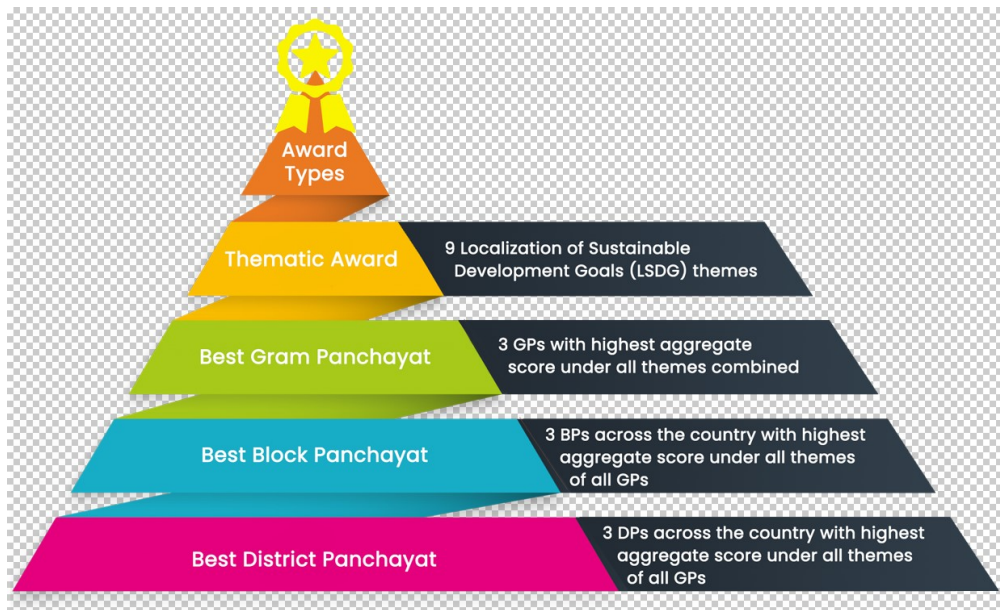 Award
Types
Thematic Award
9 Localization of Sustainable
Development Goals (LSDG) themes
Best Gram Panchayat
3 GPs with highest aggregate
score under all themes combined
Best Block Panchayat
3 BPs across the country with highest
aggregate score under all themes
of all GPs
Best District Panchayat
3 DPs across the country with highest
aggregate score under all themes
of all GPs